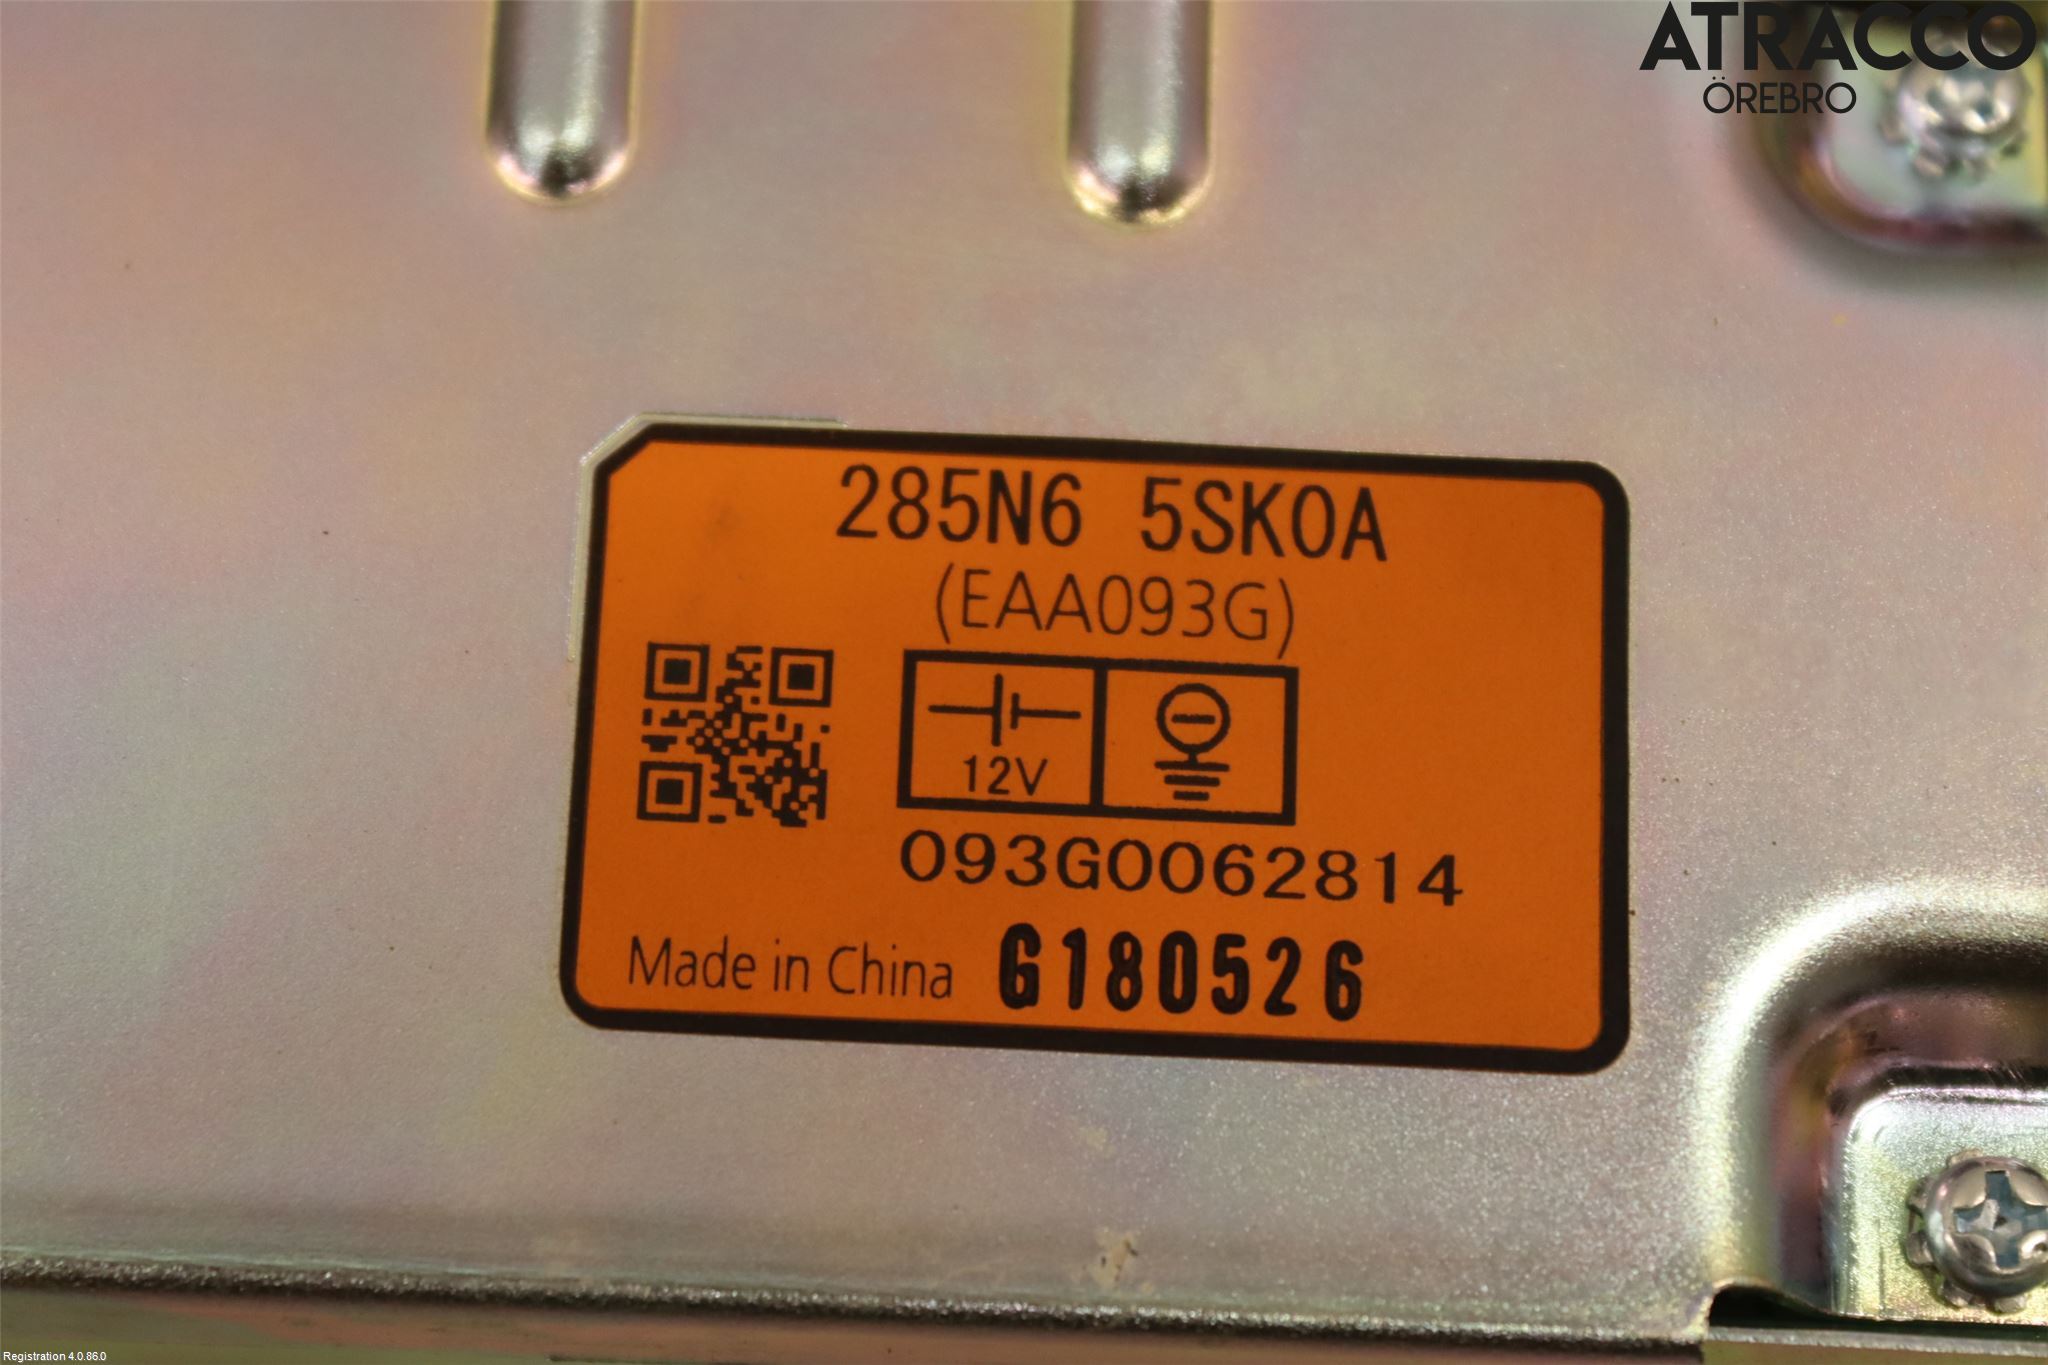 ATRACCO
ÖREBRO
285N6 5SK0A
(EAA093G)
12V
093G0062814
Made in China G180526
Registration 4.0.86.0